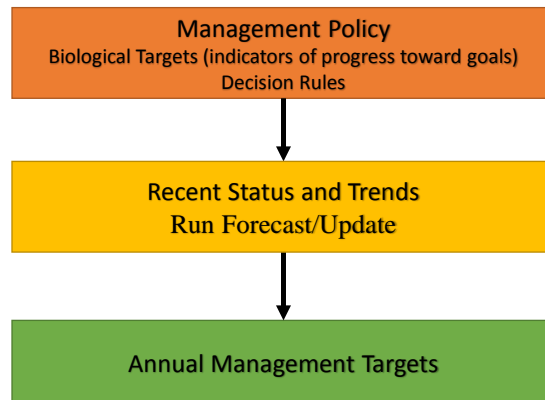 Management Policy
Biological Targets (indicators of progress toward goals)
Decision Rules
Recent Status and Trends
Run Forecast/Update
Annual Management Targets